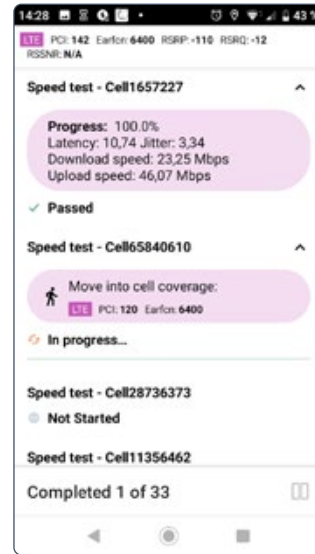 14:28
43 %
LTE PCI: 142 Earfcn: 6400 RSRP: -110 RSRQ: -12
RSSNR: N/A
Speed test - Cell1657227
Progress: 100.0%
Latency: 10,74 Jitter: 3,34
Download speed: 23,25 Mbps
Upload speed: 46,07 Mbps
Passed
Speed test - Cell65840610
Move into cell coverage:
LTE PCI: 120 Earfcn: 6400
In progress...
Speed test - Cell28736373
Not Started
Speed test - Cell11356462
Completed 1 of 33